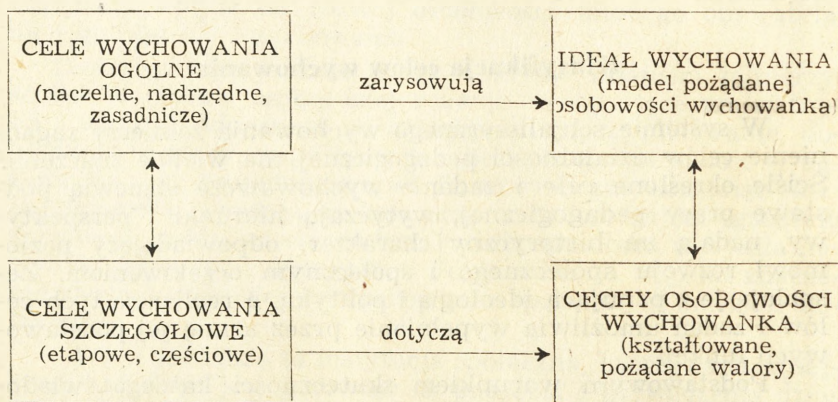 CELE WYCHOWANIA
OGÓLNE
(naczelne, nadrzędne,
zasadnicze)
zarysowują
IDEAŁ WYCHOWANIA
(model pożądanej
osobowości wychowanka)
CELE WYCHOWANIA
SZCZEGÓŁOWE
(etapowe, częściowe)
dotyczą
CECHY OSOBOWOŚCI
WYCHOWANKA
(kształtowane,
pożądane walory)